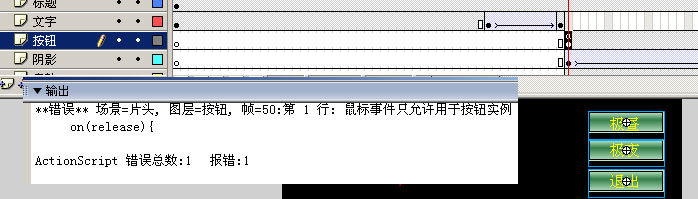 标题
文字
按钮
阴影
输出
**错误** 场景=片头, 图层=按钮, 帧=50:第 1 行: 鼠标事件只允许用于按钮实例
on(release){
ActionScript 错误总数:1 报错:1
退出